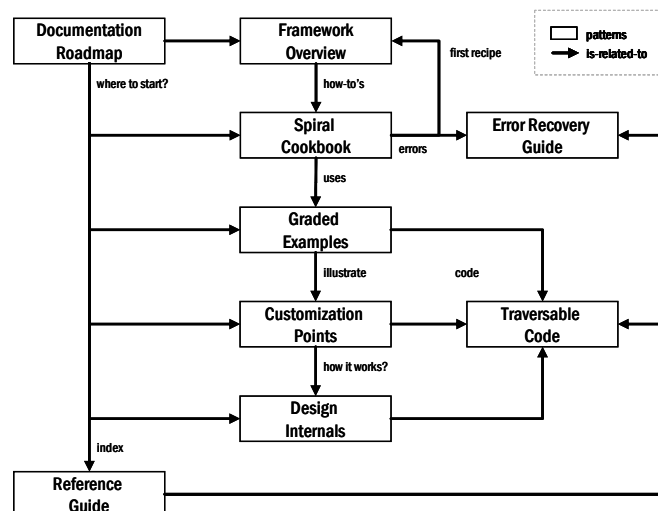 Documentation
Roadmap
Framework
Overview
first recipe
patterns
is-related-to
where to start?
how-to's
Spiral
Cookbook
errors
Error Recovery
Guide
uses
Graded
Examples
illustrate
code
Customization
Points
Traversable
Code
how it works?
Design
Internals
index
Reference
Guide